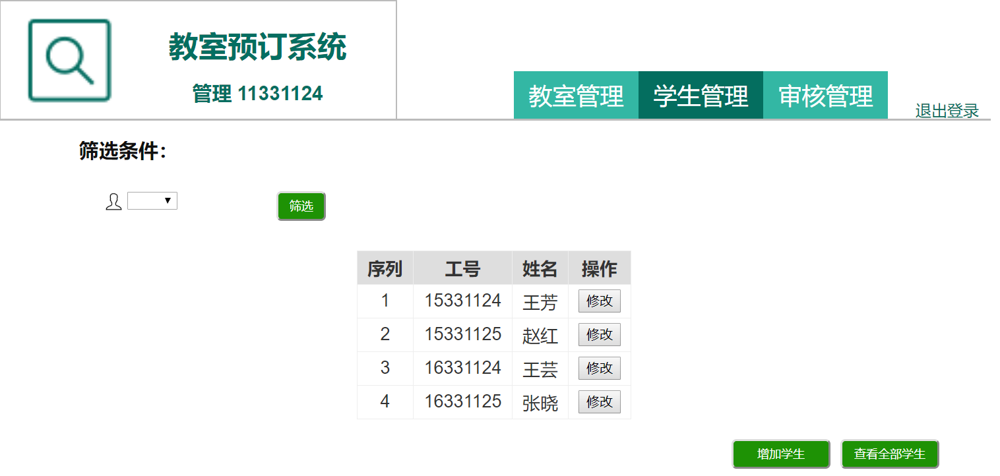 教室预订系统
管理 11331124
教室管理 学生管理 审核管理 退出登录
筛选条件：
筛选
序列 工号 姓名 操作
1 15331124 王芳 修改
2 15331125 赵红 修改
3 16331124 王芸 修改
4 16331125 张晓 修改
增加学生 查看全部学生